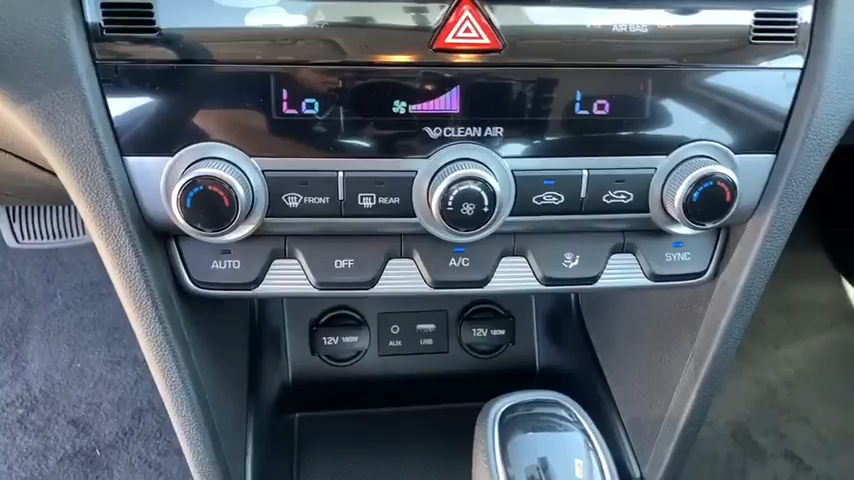 AIR BAG
Lo Lo
CLEAN AIR
FRONT REAR
AUTO OFF A/C SYNC
12V 180W AUX USB 12V 180W